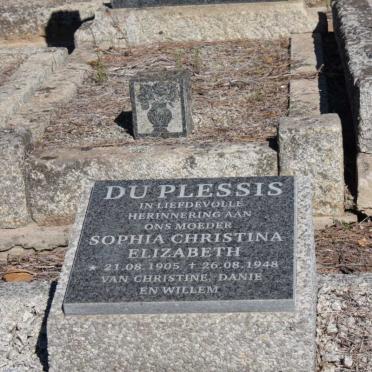 DU PLESSIS
IN LIEFDEVOLLE
HERINNERING AAN
ONS MOEDER
SOPHIA CHRISTINA
ELIZABETH
* 21.08.1905 † 26.08.1948
VAN CHRISTINE, DANIE
EN WILLEM